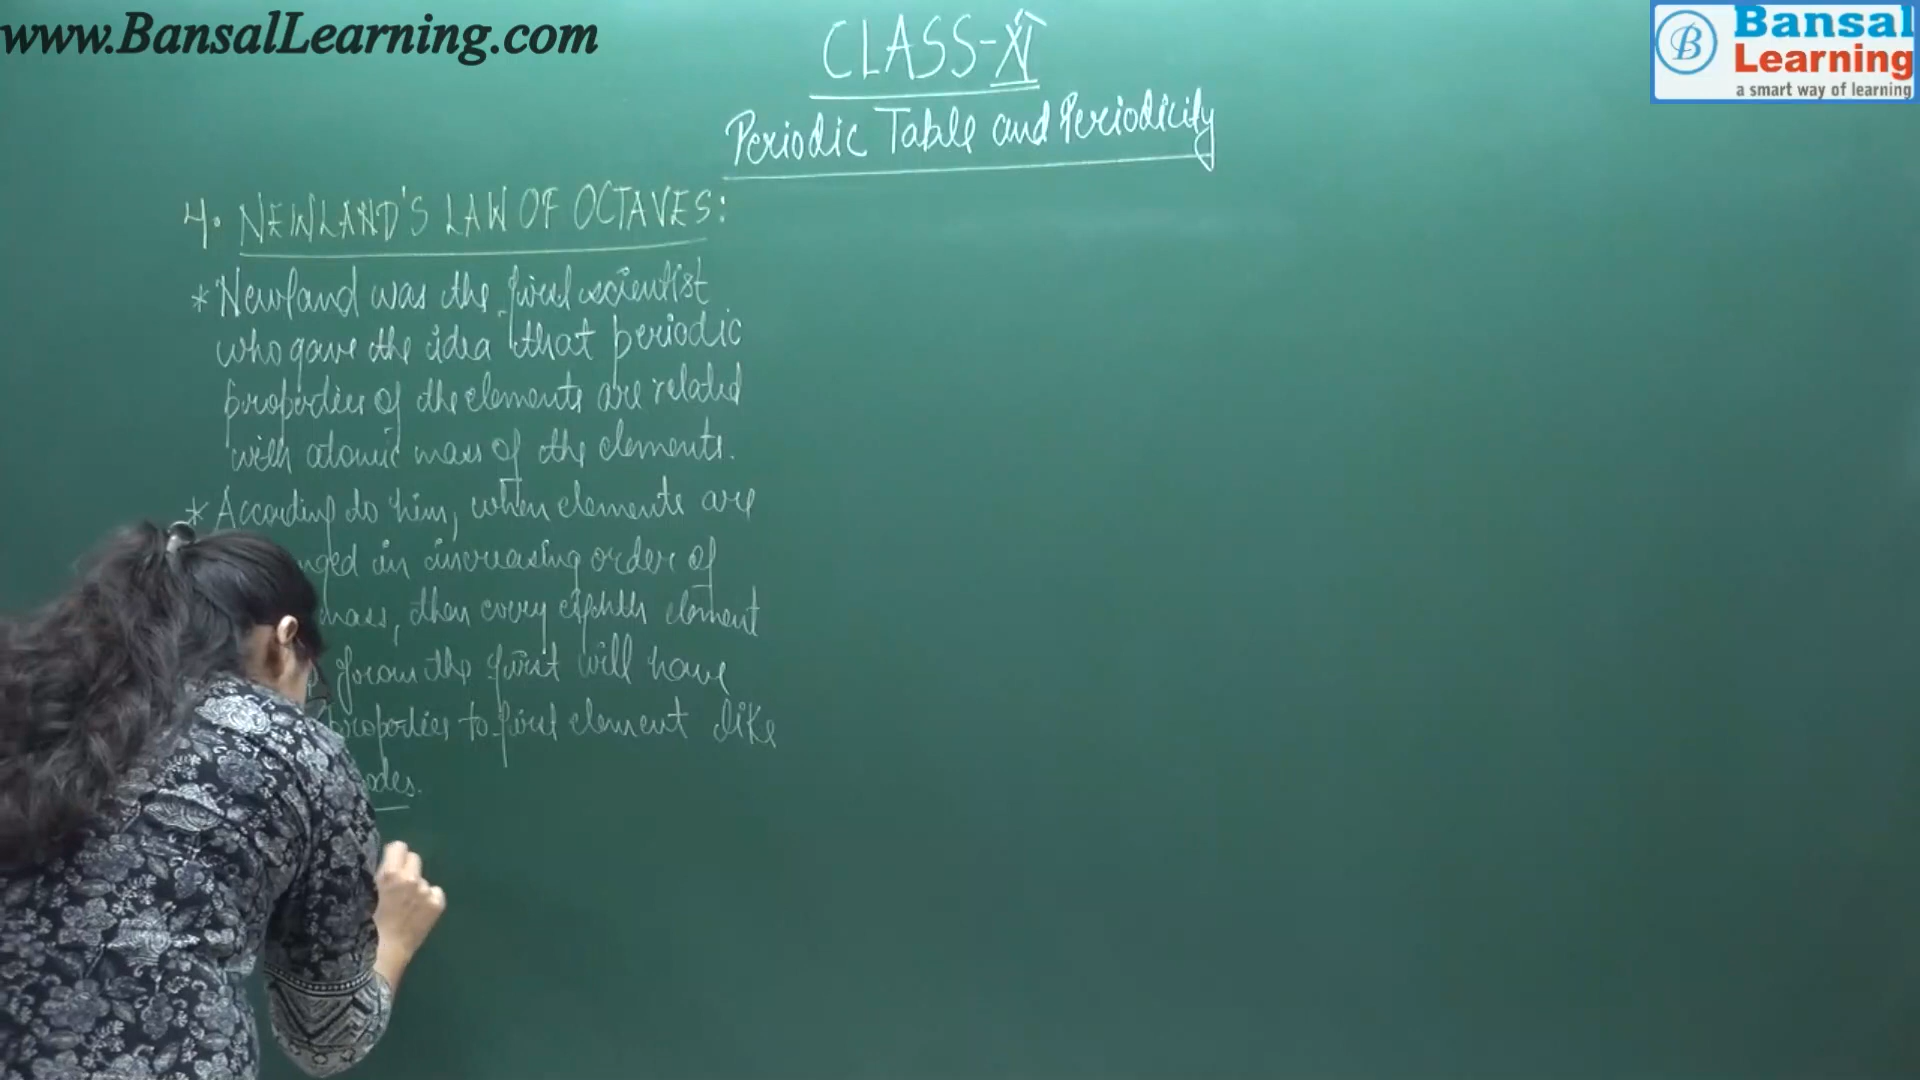 www.BansalLearning.com
CLASS-XI
Bansal
Learning
a smart way of learning
Periodic Table and Periodicity
4. NEWLAND'S LAW OF OCTAVES:
* Newland was the first scientist
who gave the idea that periodic
properties of the elements are related
with atomic mass of the elements.
* According to him, when elements are
in increasing order of
mass, then every eighth element
from the first will have
properties to first element like